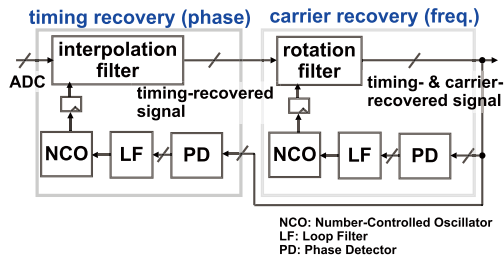 timing recovery (phase)
carrier recovery (freq.)
interpolation
filter
rotation
filter
ADC
timing-recovered
signal
timing- & carrier-
recovered signal
NCO
LF
PD
NCO
LF
PD
NCO: Number-Controlled Oscillator
LF: Loop Filter
PD: Phase Detector